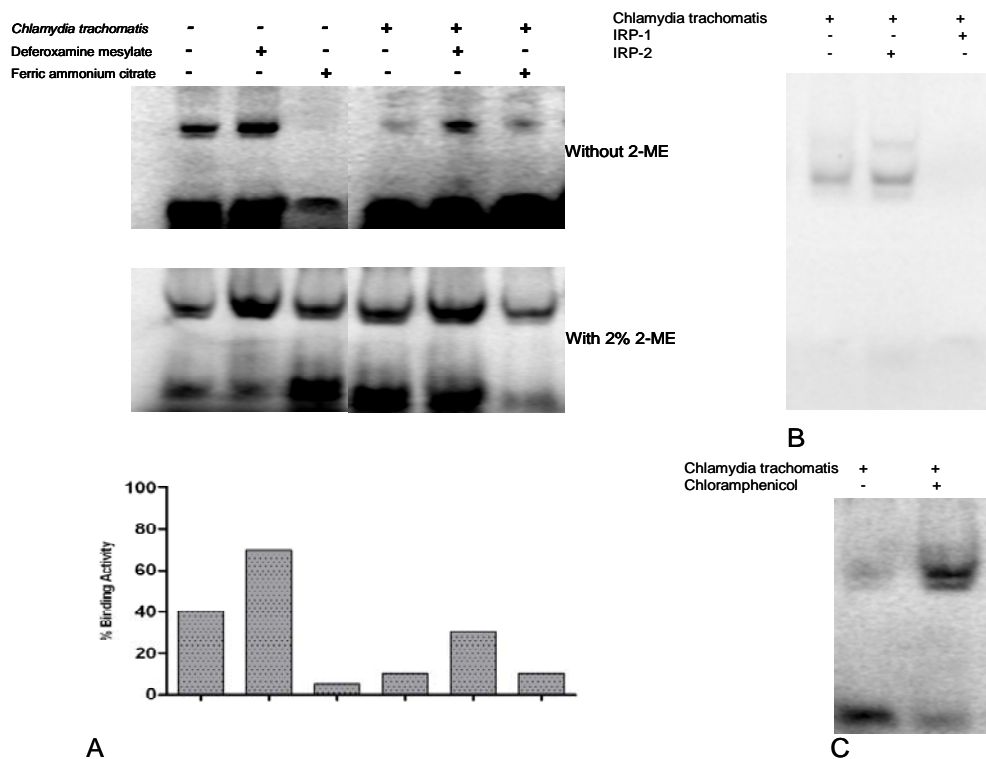 Chlamydia trachomatis - - - + + +
Deferoxamine mesylate - + - - + -
Ferric ammonium citrate - - + - - +
Without 2-ME
With 2% 2-ME
% Binding Activity
100
80
60
40
20
0
A
Chlamydia trachomatis + + +
IRP-1 - - +
IRP-2 - + -
B
Chlamydia trachomatis + +
Chloramphenicol - +
C